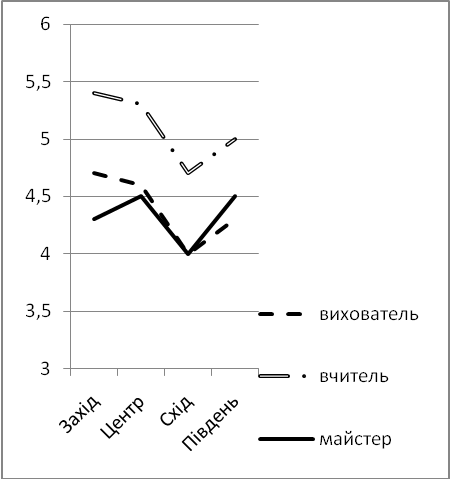 6
5,5
5
4,5
4
3,5
3
Захід
Центр
Схід
Південь
вихователь
вчитель
майстер